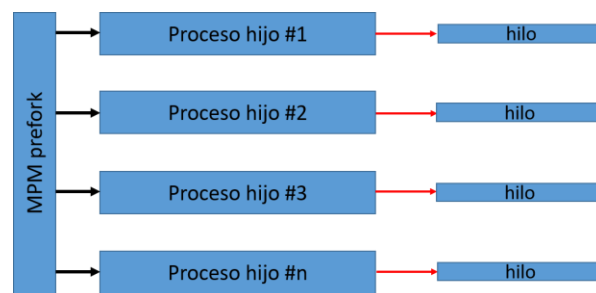 MPM prefork
Proceso hijo #1
hilo
Proceso hijo #2
hilo
Proceso hijo #3
hilo
Proceso hijo #n
hilo